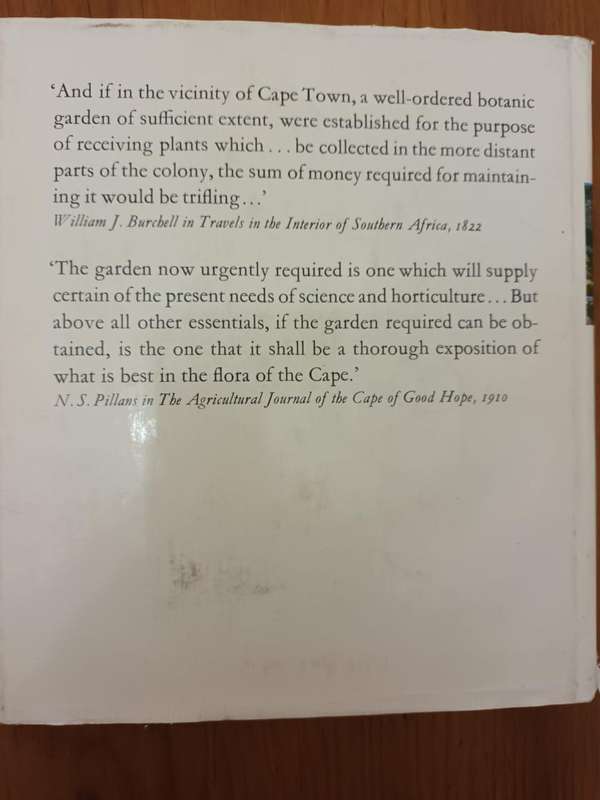 ‘And if in the vicinity of Cape Town, a well-ordered botanic
garden of sufficient extent, were established for the purpose
of receiving plants which . . . be collected in the more distant
parts of the colony, the sum of money required for maintain-
ing it would be trifling . . .’
William J. Burchell in Travels in the Interior of Southern Africa, 1822
‘The garden now urgently required is one which will supply
certain of the present needs of science and horticulture . . . But
above all other essentials, if the garden required can be ob-
tained, is the one that it shall be a thorough exposition of
what is best in the flora of the Cape.’
N. S. Pillans in The Agricultural Journal of the Cape of Good Hope, 1910